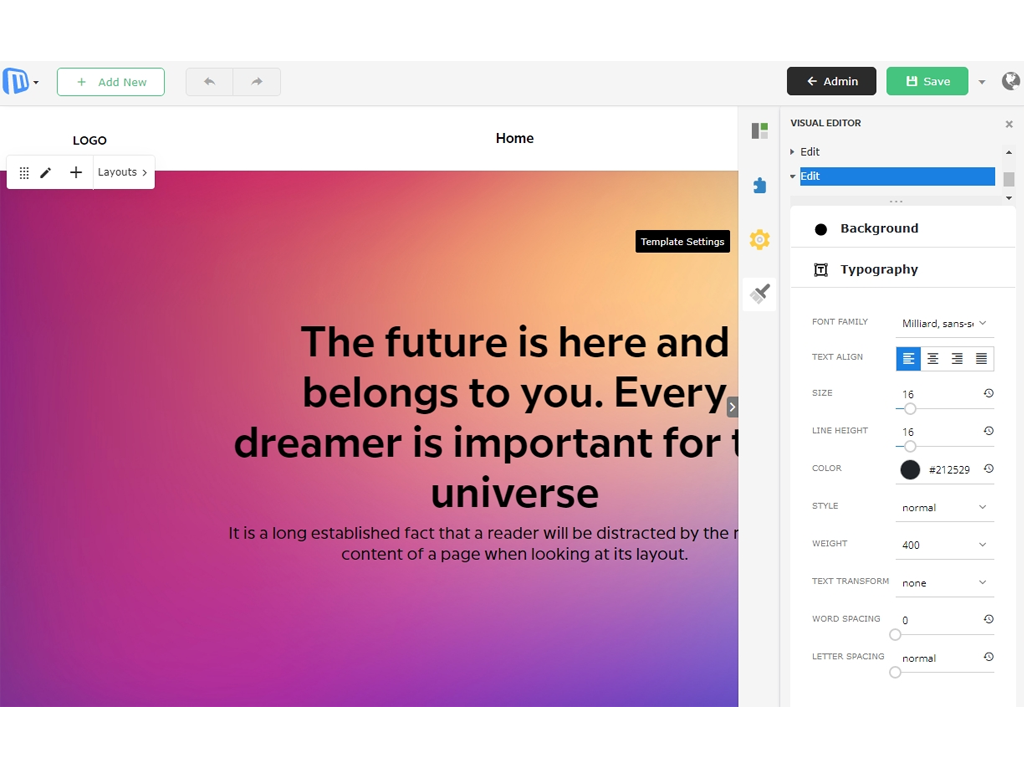 Add New
Admin
Save
LOGO
Home
Layouts
Template Settings
The future is here and
belongs to you. Every
dreamer is important for
universe
It is a long established fact that a reader will be distracted by the
content of a page when looking at its layout.
VISUAL EDITOR
Edit
Edit
Background
Typography
FONT FAMILY
Milliard, sans-s
TEXT ALIGN
SIZE
16
LINE HEIGHT
16
COLOR
#212529
STYLE
normal
WEIGHT
400
TEXT TRANSFORM
none
WORD SPACING
0
LETTER SPACING
normal